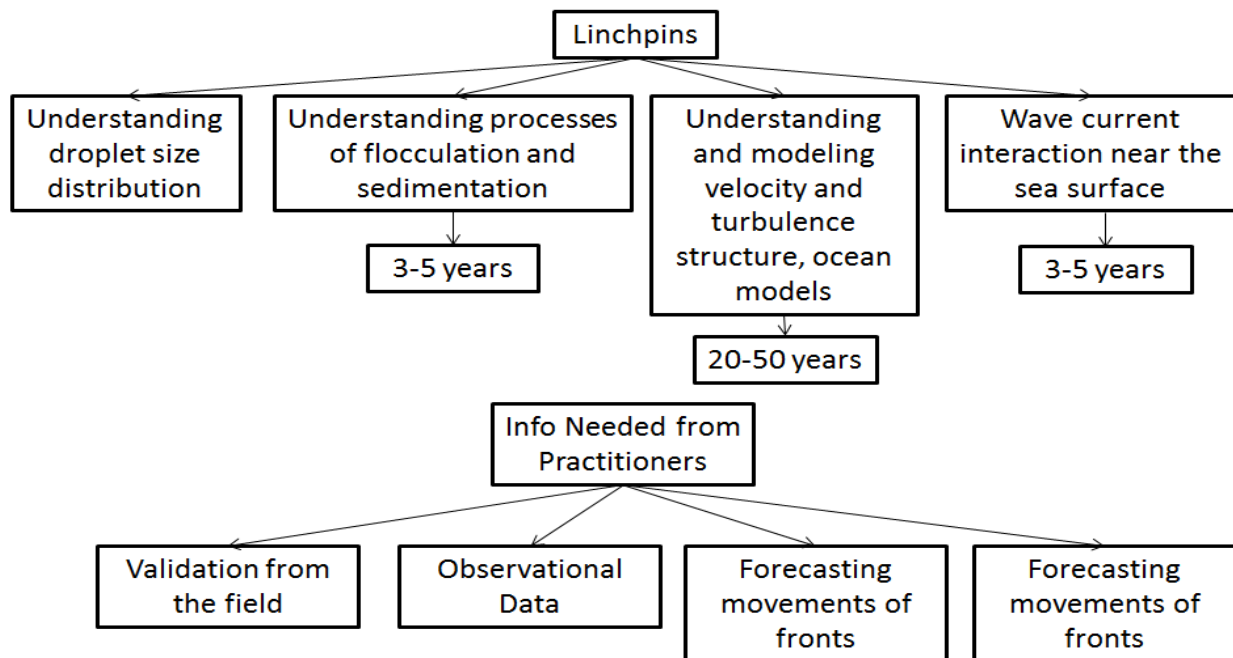 Linchpins
Understanding
droplet size
distribution
Understanding processes
of flocculation and
sedimentation
3-5 years
Understanding
and modeling
velocity and
turbulence
structure, ocean
models
20-50 years
Wave current
interaction near the
sea surface
3-5 years
Info Needed from
Practitioners
Validation from
the field
Observational
Data
Forecasting
movements of
fronts
Forecasting
movements of
fronts